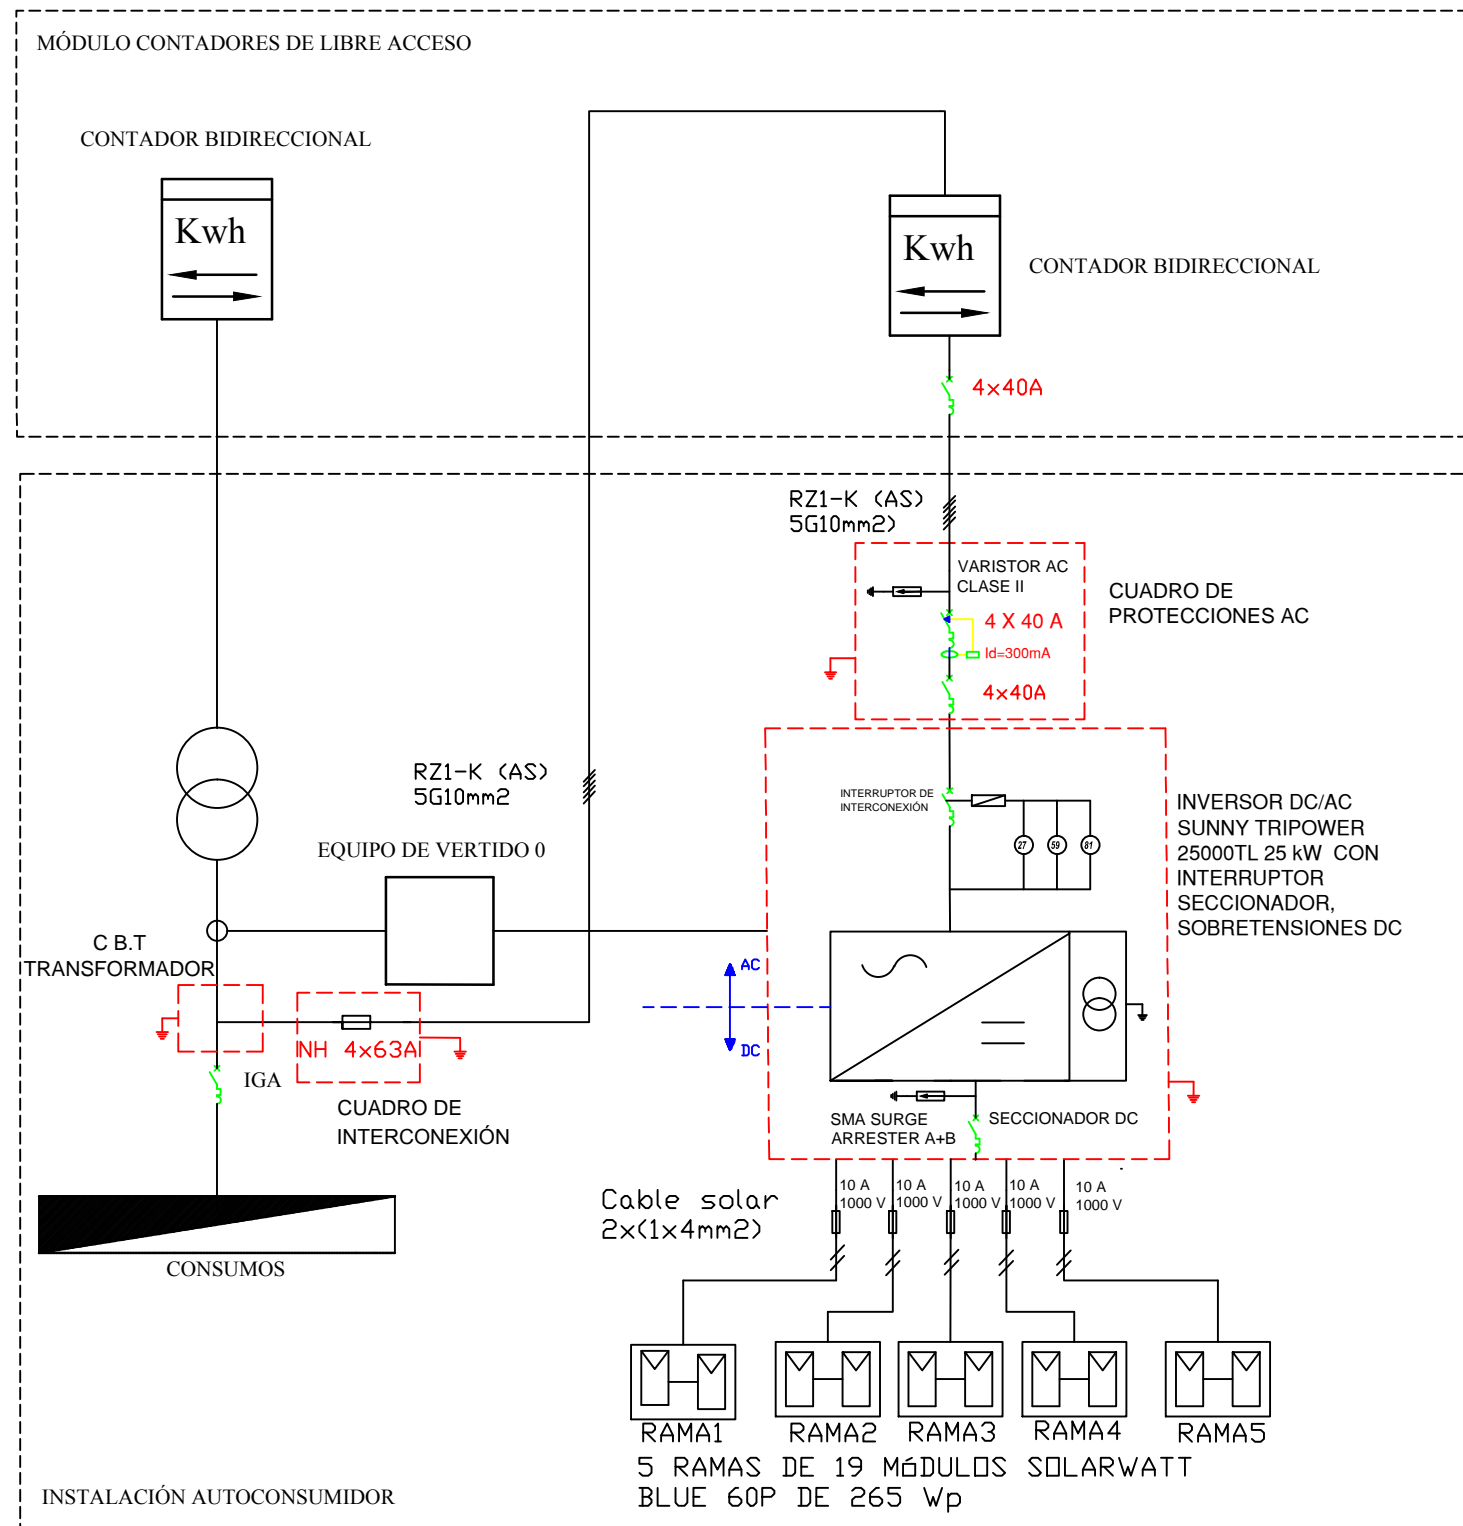 MÓDULO CONTADORES DE LIBRE ACCESO
CONTADOR BIDIRECCIONAL
Kwh
Kwh
CONTADOR BIDIRECCIONAL
4x40A
RZ1-K (AS)
5G10mm2)
VARISTOR AC
CLASE II
CUADRO DE
PROTECCIONES AC
4 X 40 A
Id=300mA
4x40A
RZ1-K (AS)
5G10mm2
INTERRUPTOR DE
INTERCONEXIÓN
27
59
81
INVERSOR DC/AC
SUNNY TRIPOWER
25000TL 25 kW CON
INTERRUPTOR
SECCIONADOR,
SOBRETENSIONES DC
EQUIPO DE VERTIDO 0
C B.T
TRANSFORMADOR
AC
DC
NH 4x63A
IGA
CUADRO DE
INTERCONEXIÓN
SMA SURGE
ARRESTER A+B
SECCIONADOR DC
10 A
1000 V
10 A
1000 V
10 A
1000 V
10 A
1000 V
10 A
1000 V
Cable solar
2x(1x4mm2)
CONSUMOS
RAMA1
RAMA2
RAMA3
RAMA4
RAMA5
5 RAMAS DE 19 MóDULOS SOLARWATT
BLUE 60P DE 265 Wp
INSTALACIÓN AUTOCONSUMIDOR